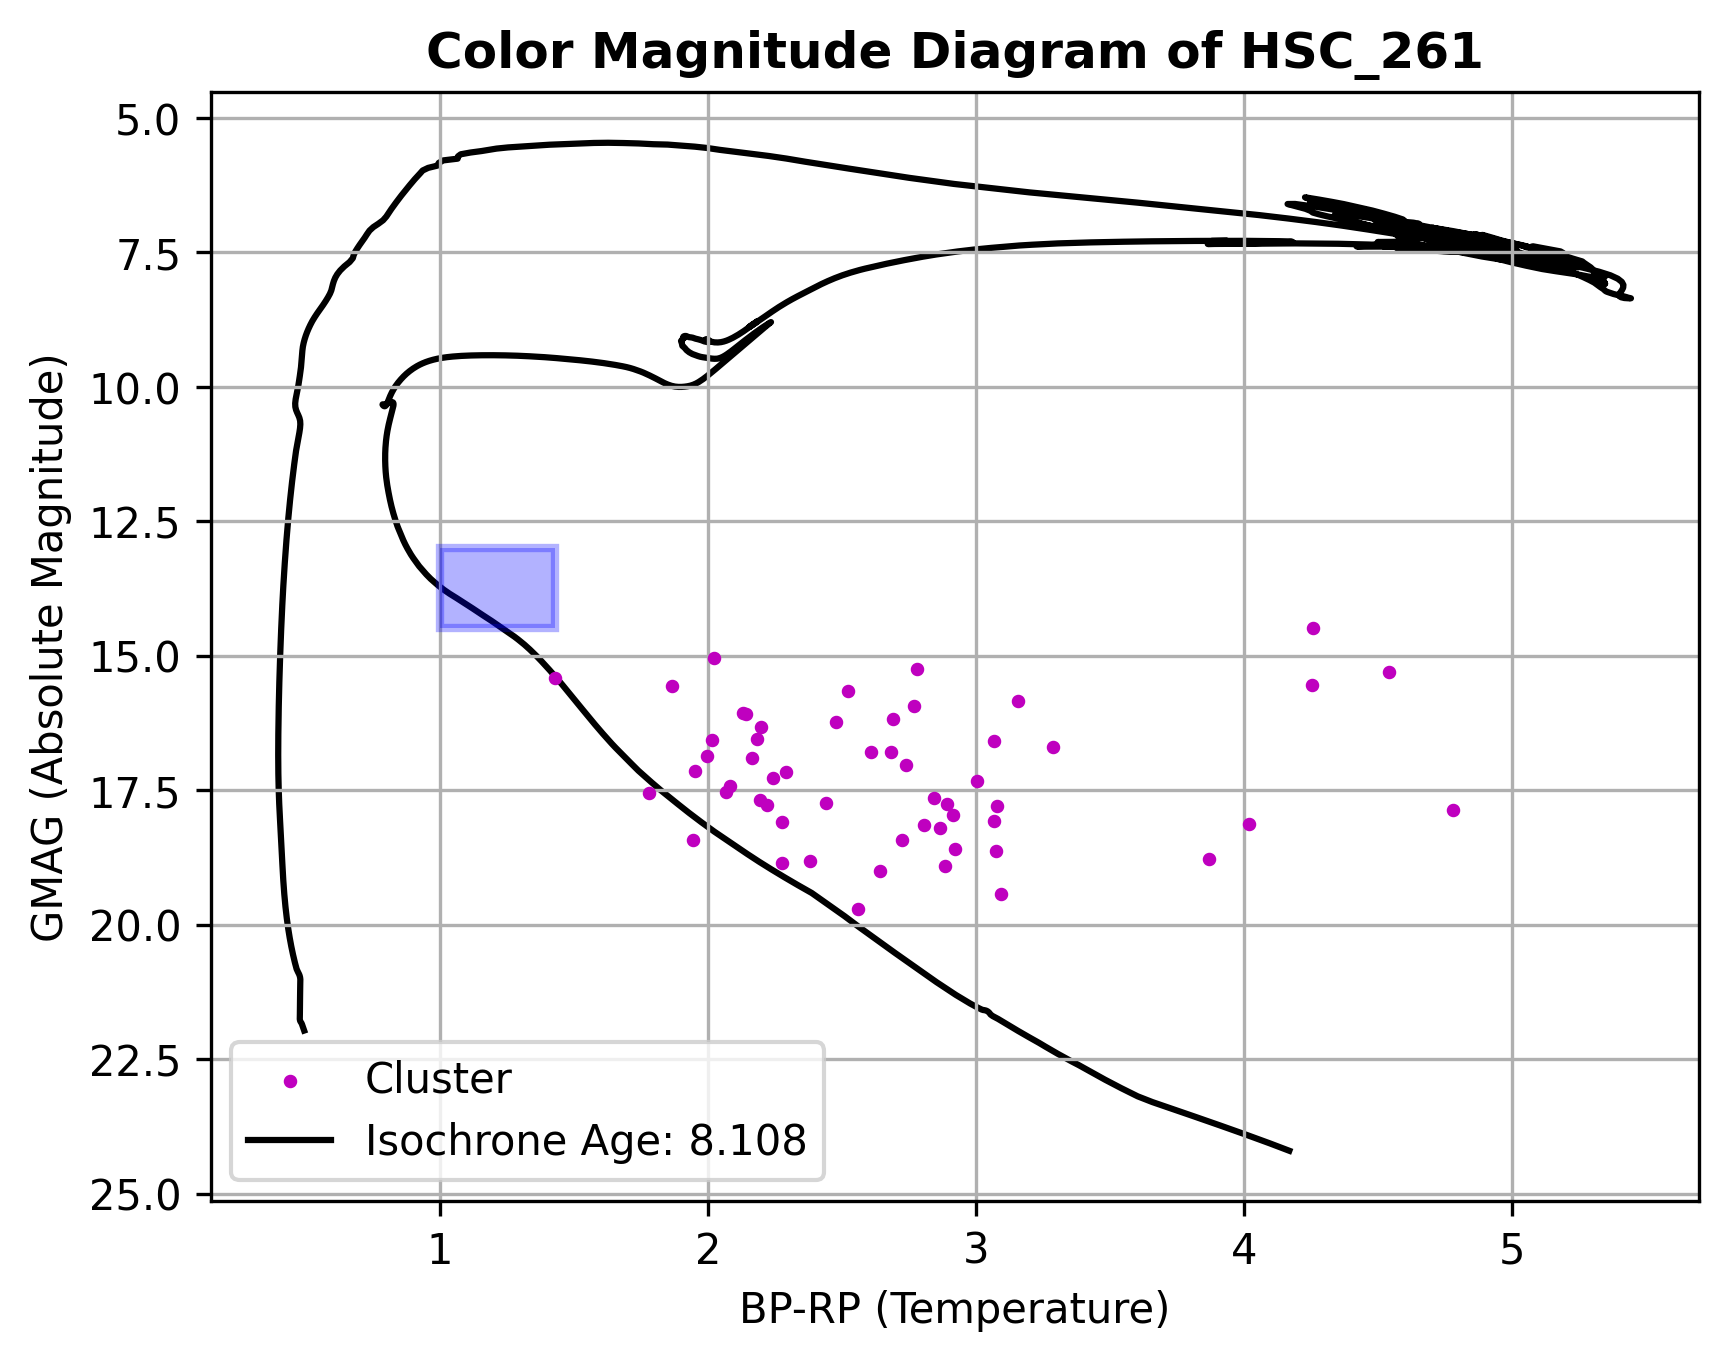 Color Magnitude Diagram of HSC_261
GMAG (Absolute Magnitude)
5.0
7.5
10.0
12.5
15.0
17.5
20.0
22.5
25.0
Cluster
Isochrone Age: 8.108
1 2 3 4 5
BP-RP (Temperature)